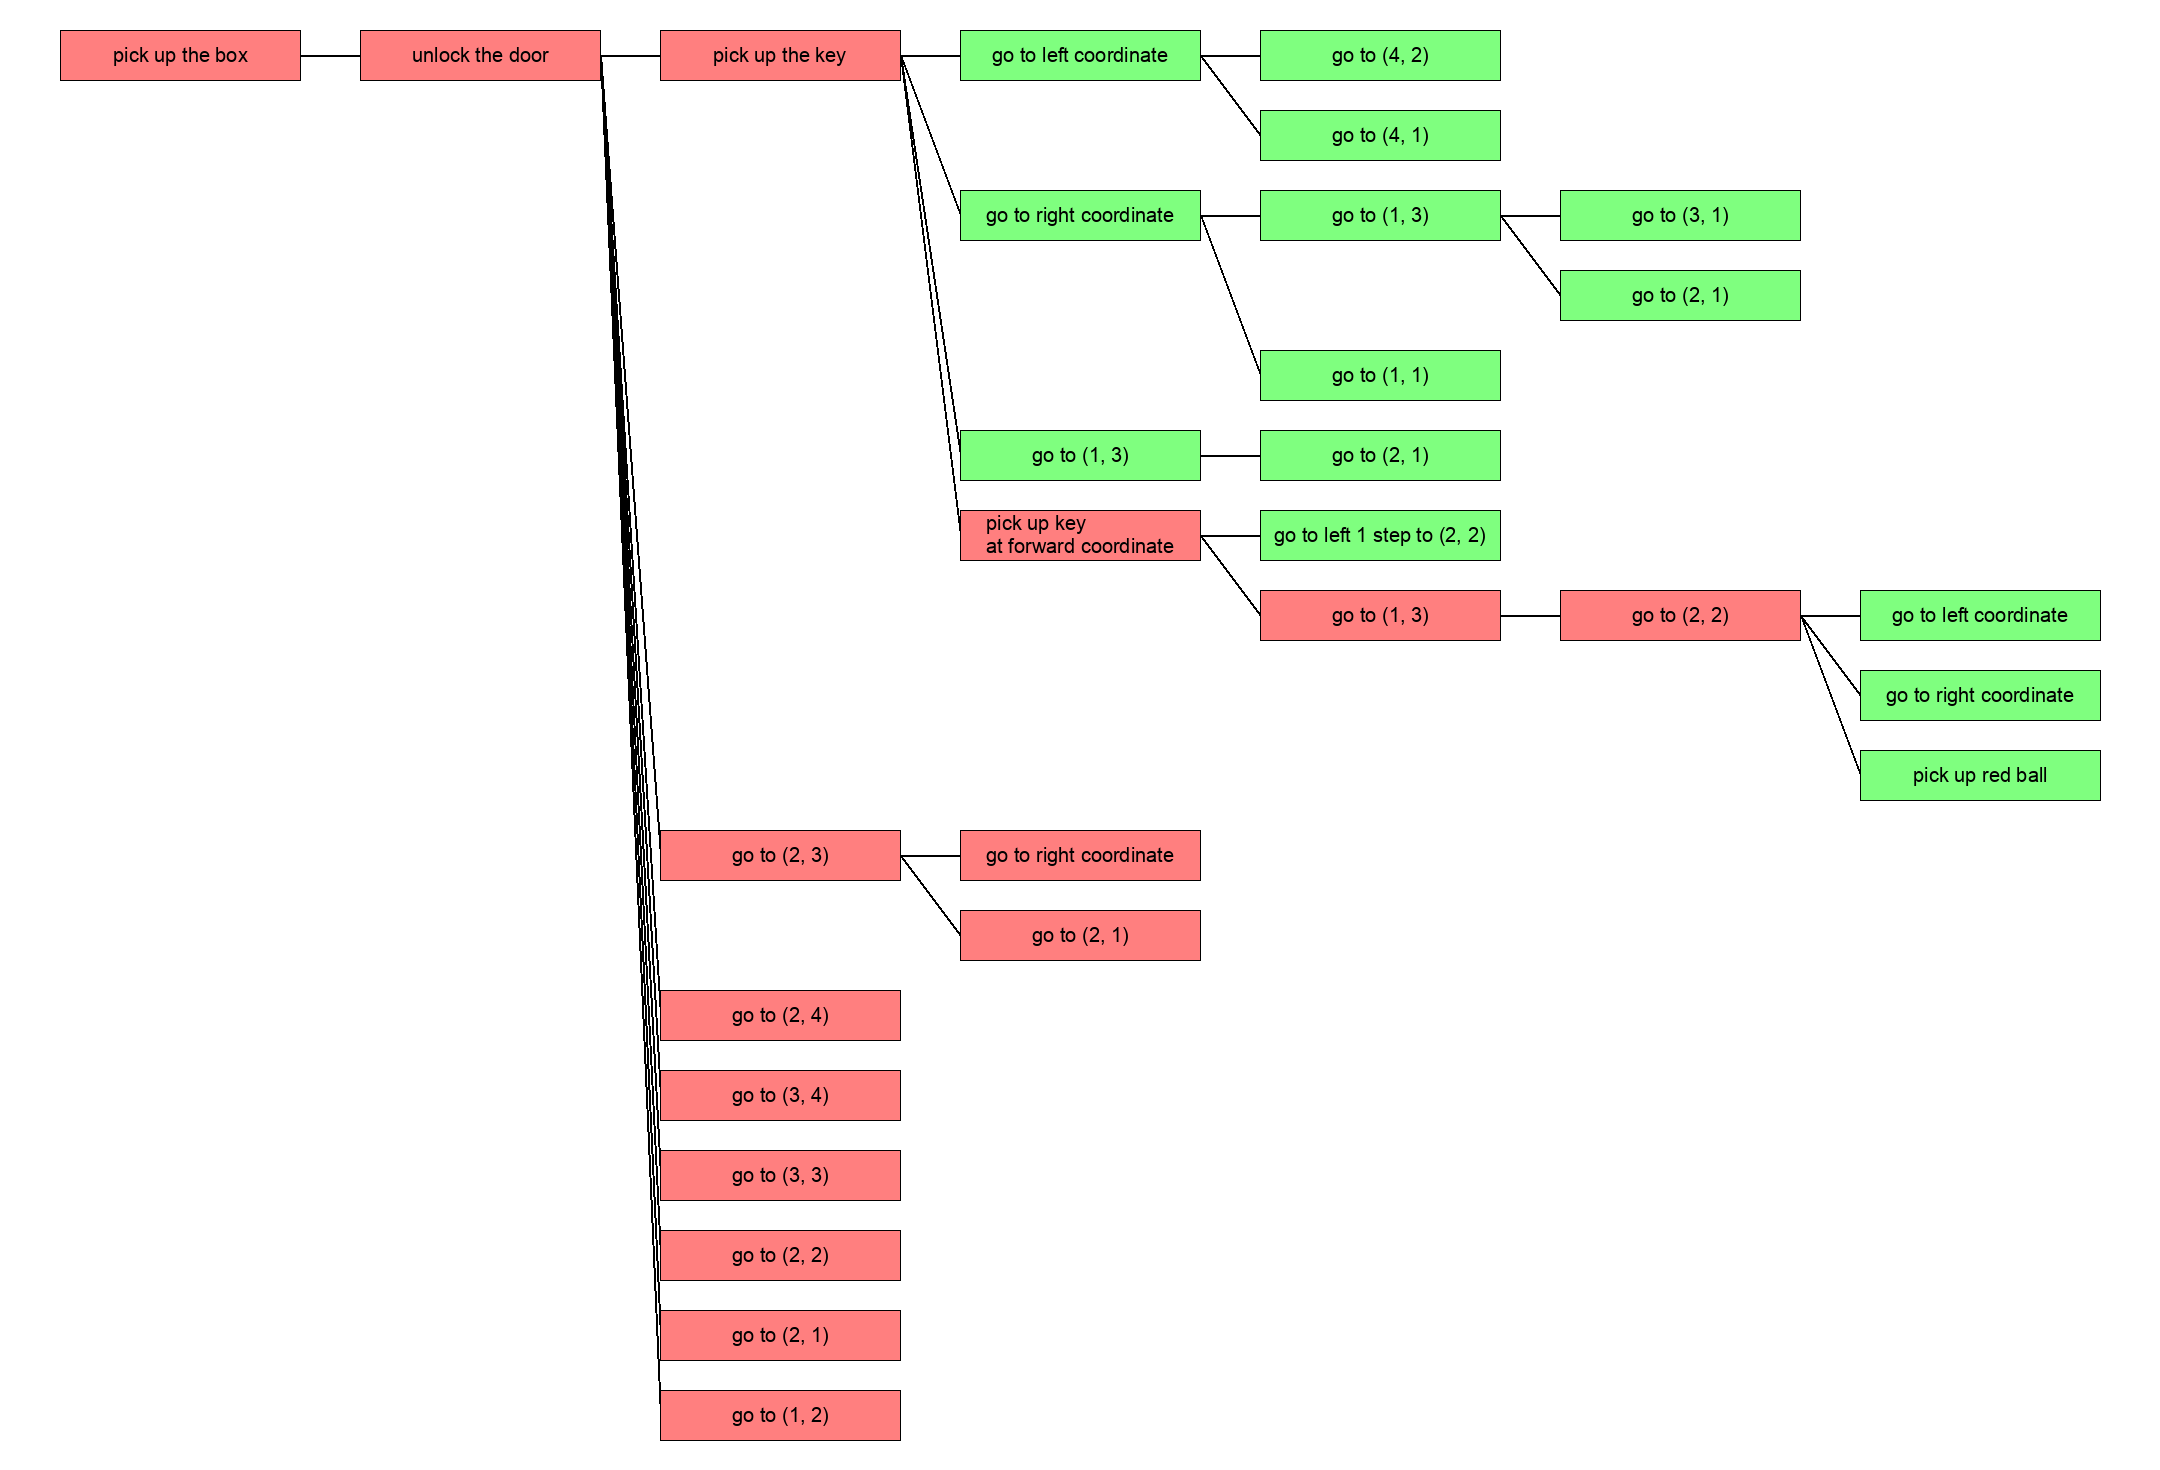 pick up the box
unlock the door
pick up the key
go to left coordinate
go to (4, 2)
go to (4, 1)
go to right coordinate
go to (1, 3)
go to (3, 1)
go to (2, 1)
go to (1, 1)
go to (1, 3)
go to (2, 1)
pick up key
at forward coordinate
go to left 1 step to (2, 2)
go to (1, 3)
go to (2, 2)
go to left coordinate
go to right coordinate
pick up red ball
go to (2, 3)
go to right coordinate
go to (2, 1)
go to (2, 4)
go to (3, 4)
go to (3, 3)
go to (2, 2)
go to (2, 1)
go to (1, 2)